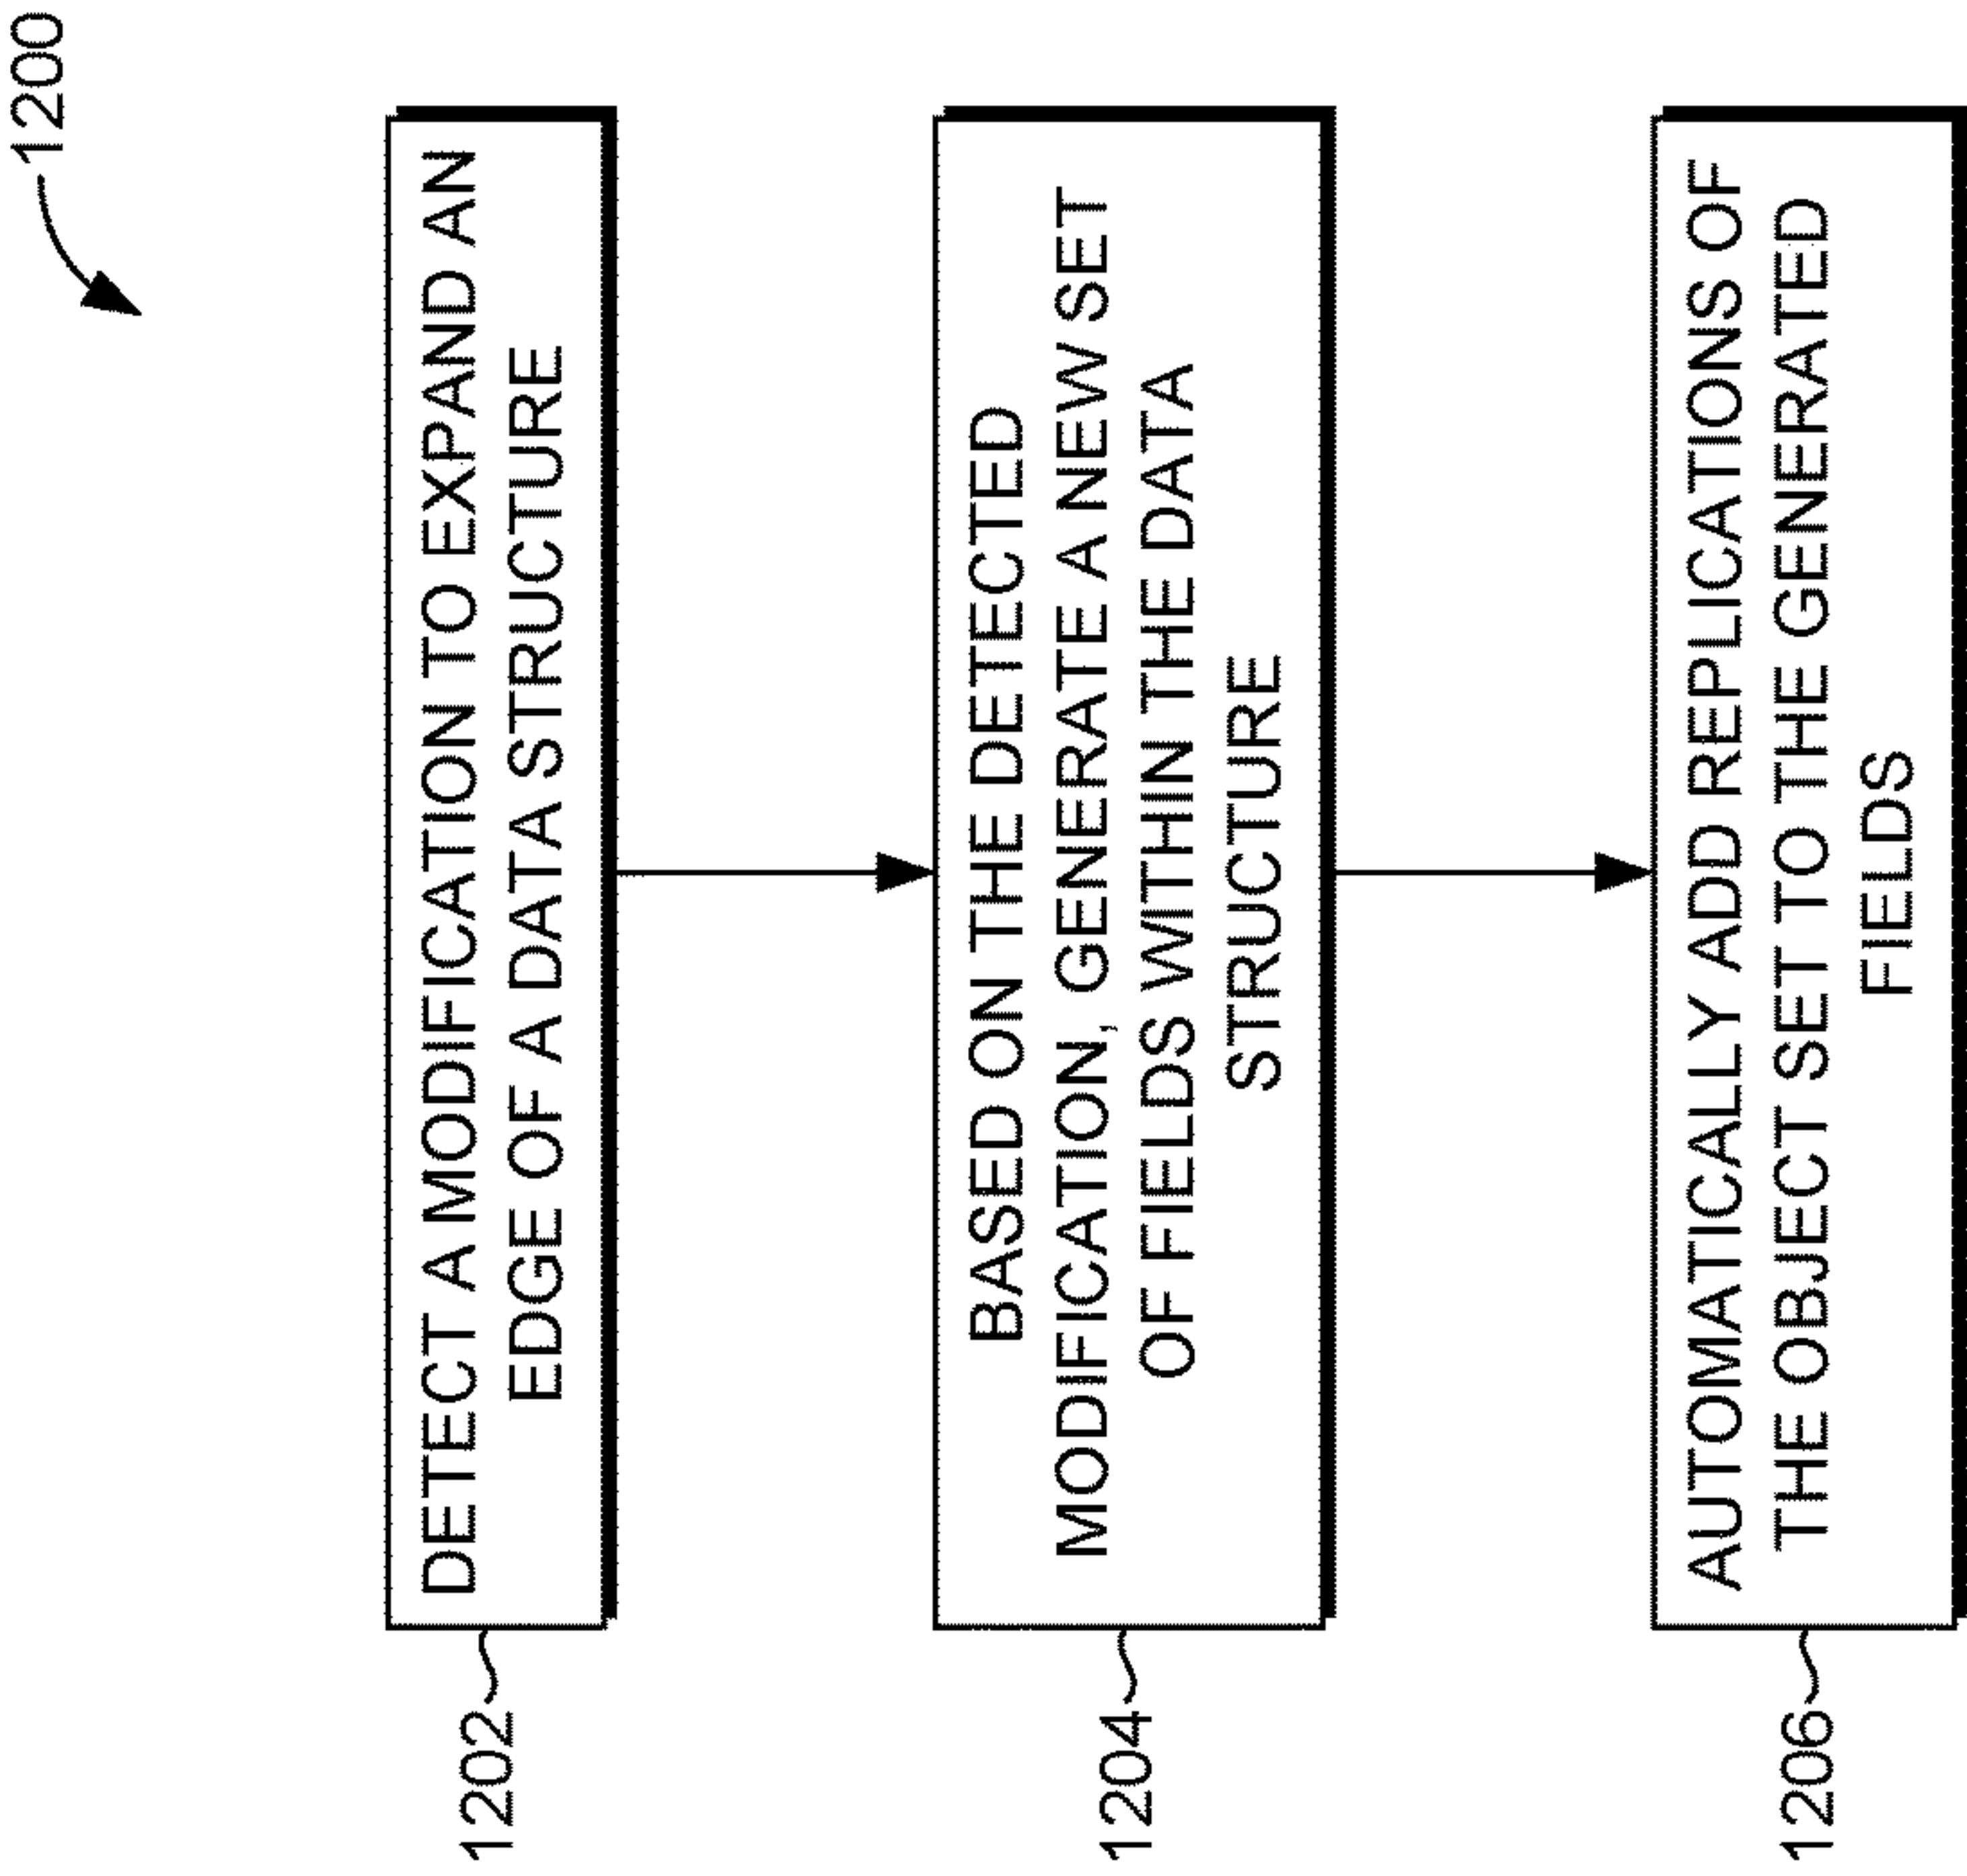 1200
1202
DETECT A MODIFICATION TO EXPAND AN
EDGE OF A DATA STRUCTURE
1204
BASED ON THE DETECTED
MODIFICATION, GENERATE A NEW SET
OF FIELDS WITHIN THE DATA
STRUCTURE
1206
AUTOMATICALLY ADD REPLICATIONS OF
THE OBJECT SET TO THE GENERATED
FIELDS